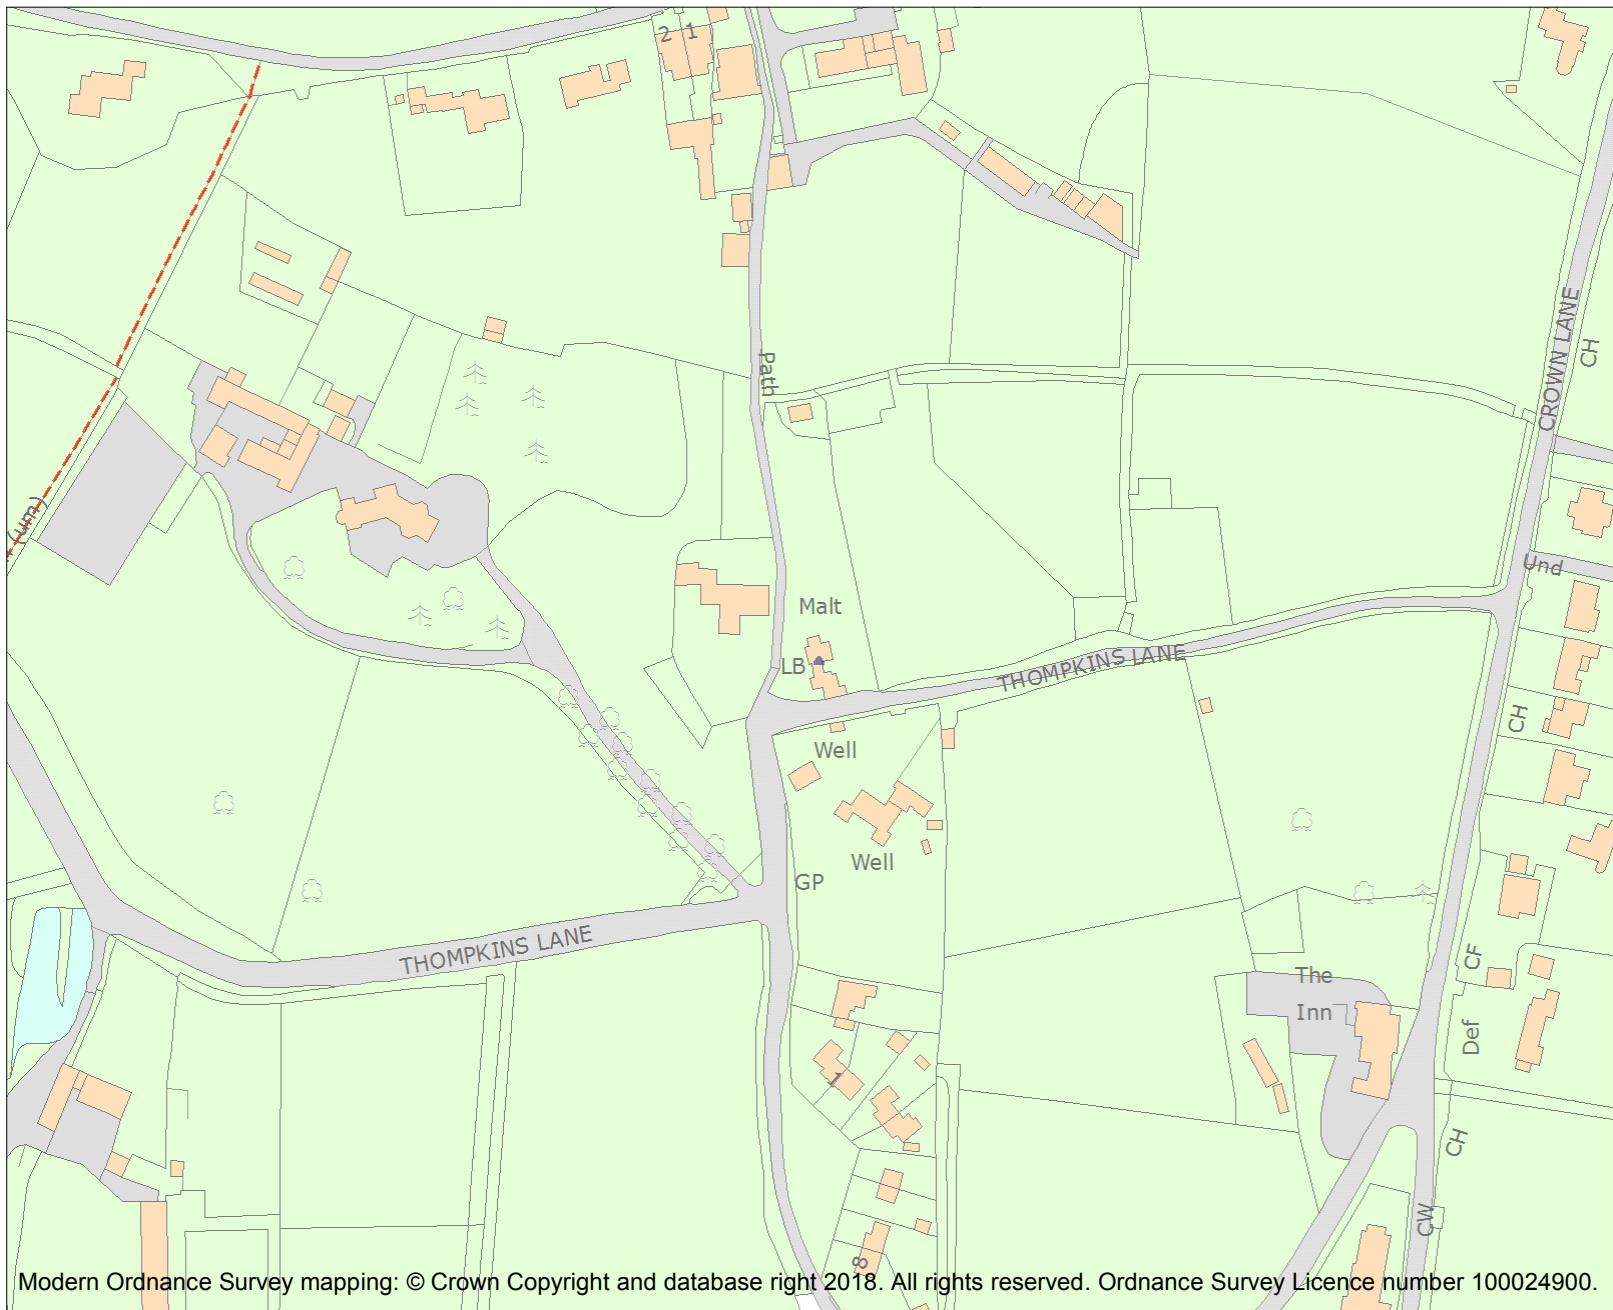 2 1
Path
CROWN LANE
CH
(um)
Und
Malt
LB
THOMPKINS LANE
CH
Well
Well
GP
THOMPKINS LANE
CF
The
Inn
Def
1
CH
CW
8
Modern Ordnance Survey mapping: © Crown Copyright and database right 2018. All rights reserved. Ordnance Survey Licence number 100024900.